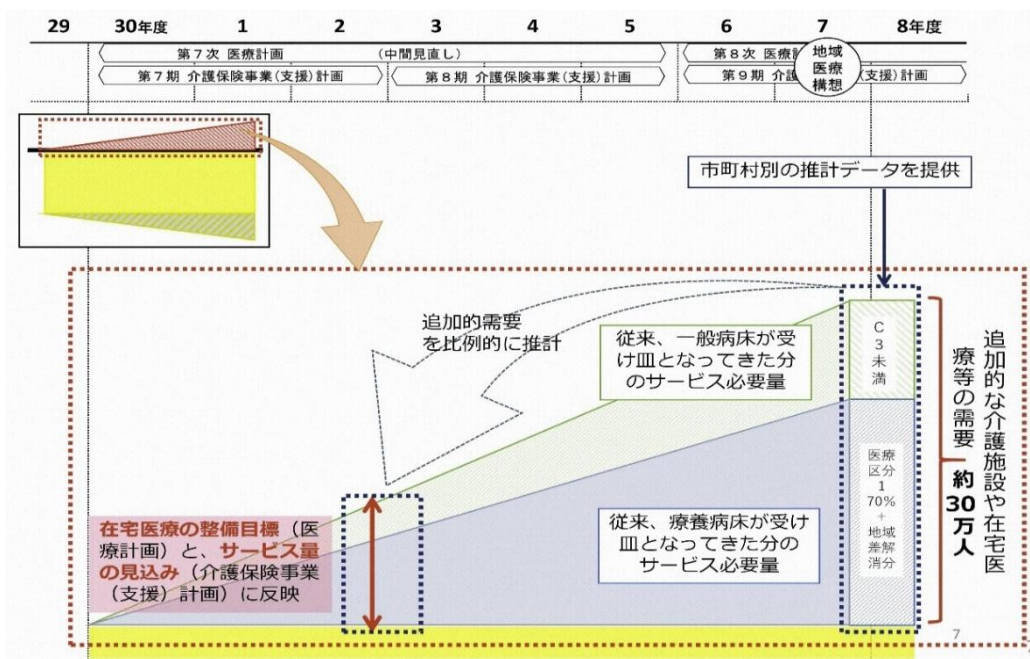 29 30年度 1 2 3 4 5 6 7 8年度
第7次 医療計画 (中間見直し)
第8次 医療計
第7期 介護保険事業(支援)計画
第8期 介護保険事業(支援)計画
第9期 介護
(支援)計画
地域
医療
構想
市町村別の推計データを提供
追加的需要
を比例的に推計
従来、一般病床が受
け皿となってきた分
のサービス必要量
C
3
未
満
追加的な介護施設や在宅医
療等の需要 約30万人
医療
区分
1
70%
+
地域
差解
消分
在宅医療の整備目標(医
療計画)と、サービス量
の見込み(介護保険事業
(支援)計画)に反映
従来、療養病床が受け
皿となってきた分の
サービス必要量
7